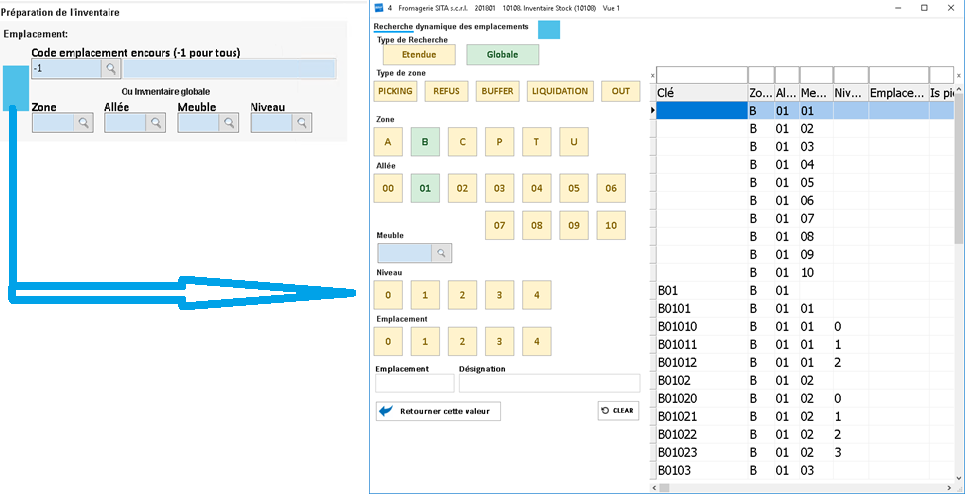 Préparation de l'inventaire
Emplacement:
Code emplacement encours (-1 pour tous)
-1
Ou Invnentaire globale
Zone Allée Meuble Niveau
4 Fromagerie SITA s.c.r.l. 201801 10108. Inventaire Stock (10108) Vue 1
Recherche dynamique des emplacements
Type de Recherche
Etendue Globale
Type de zone
PICKING REFUS BUFFER LIQUIDATION OUT
Zone
A B C P T U
Allée
00 01 02 03 04 05 06
07 08 09 10
Meuble
Niveau
0 1 2 3 4
Emplacement
0 1 2 3 4
Emplacement Désignation
Retourner cette valeur CLEAR
x x
Clé Zo... Al... Me... Niv... Emplace... Is pi
B 01 01
B 01 02
B 01 03
B 01 04
B 01 05
B 01 06
B 01 07
B 01 08
B 01 09
B 01 10
B01 B 01
B0101 B 01 01
B01010 B 01 01 0
B01011 B 01 01 1
B01012 B 01 01 2
B0102 B 01 02
B01020 B 01 02 0
B01021 B 01 02 1
B01022 B 01 02 2
B01023 B 01 02 3
B0103 B 01 03